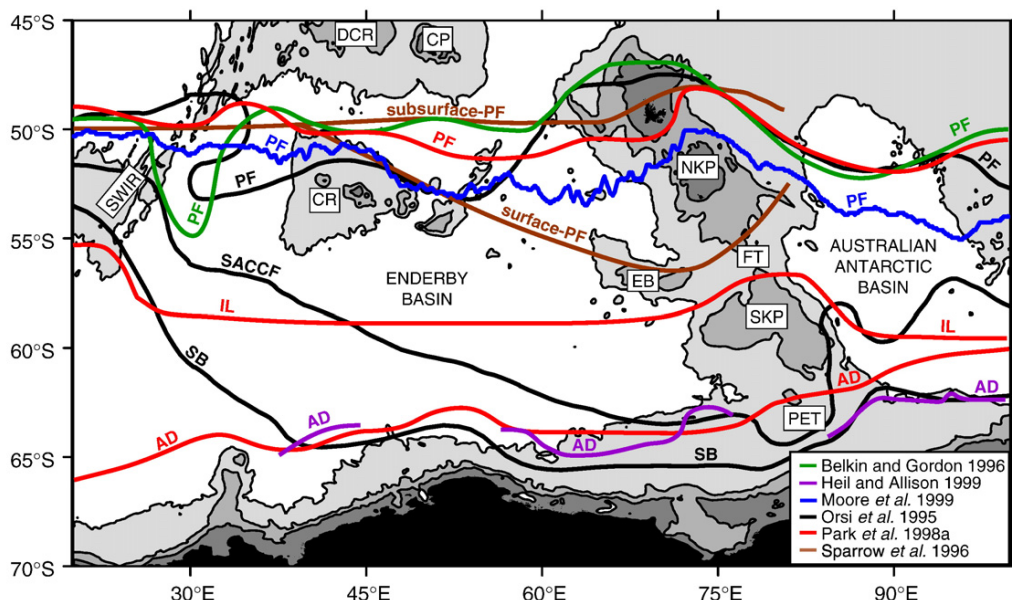 45°S
DCR
CP
subsurface-PF
50°S
PF
PF
PF
PF
PF
NKP
SWIR
CR
PF
PF
surface-PF
55°S
AUSTRALIAN
ANTARCTIC
BASIN
FT
SACCF
ENDERBY
BASIN
EB
IL
SKP
IL
60°S
SB
AD
AD
AD
PET
AD
AD
65°S
SB
Belkin and Gordon 1996
Heil and Allison 1999
Moore et al. 1999
Orsi et al. 1995
Park et al. 1998a
Sparrow et al. 1996
70°S
30°E
45°E
60°E
75°E
90°E